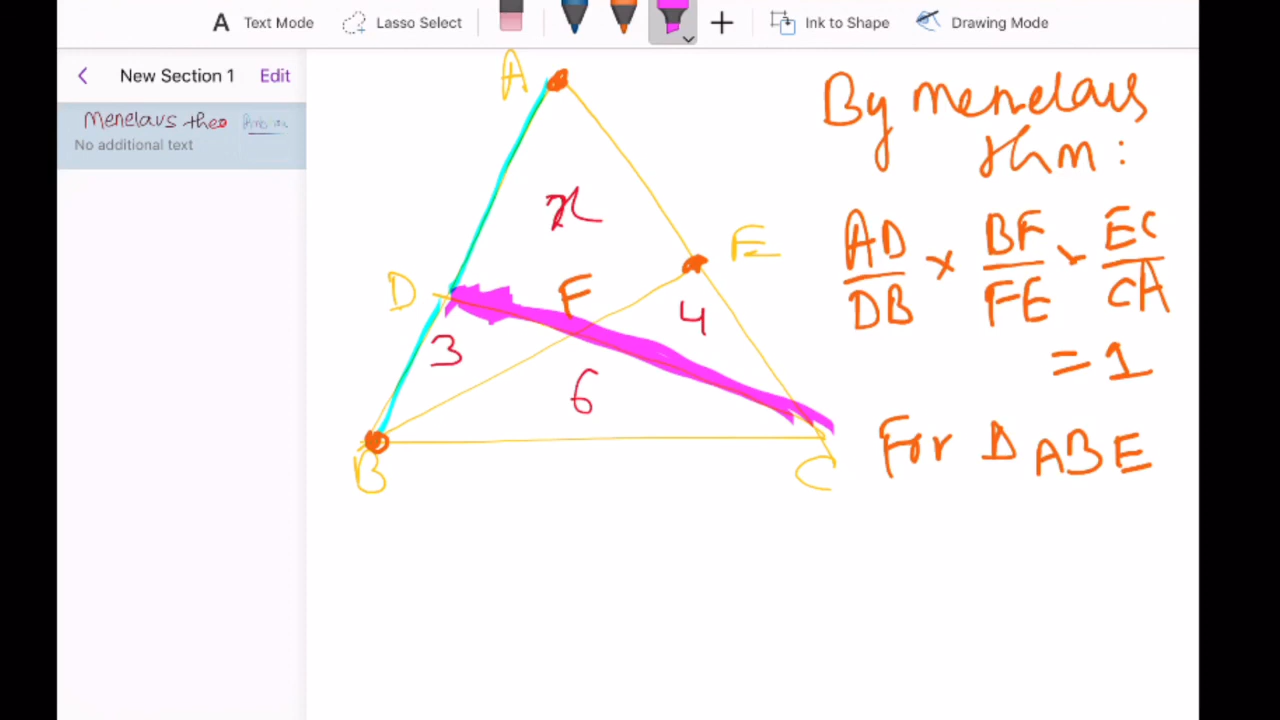 Text Mode
Lasso Select
Ink to Shape
Drawing Mode
New Section 1
Edit
Menelaus theo
No additional text
A
x
E
D
F
3
4
6
B
C
By menelaus
thm:
AD/DB × BF/FE × EC/CA
= 1
For Δ ABE